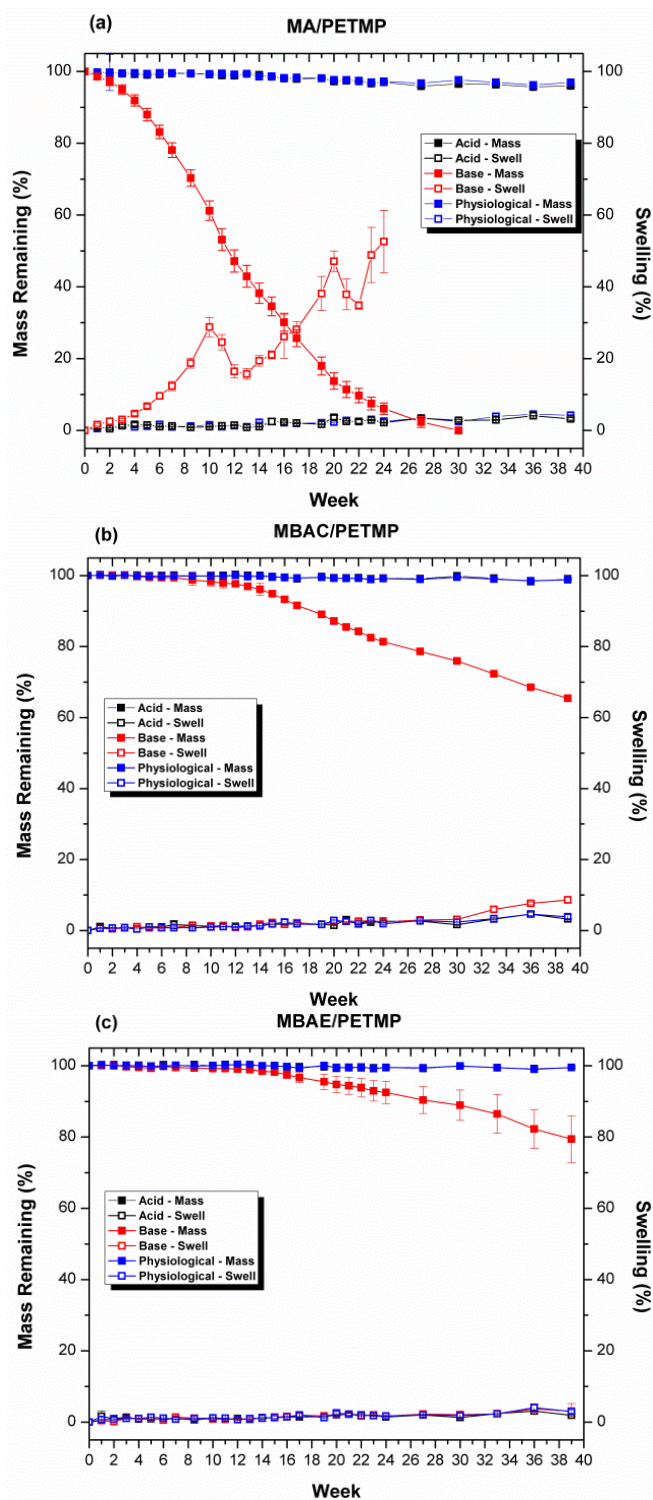 (a) MA/PETMP
100
80
60
40
20
0
100
80
60
40
20
0
Mass Remaining (%)
Swelling (%)
Acid - Mass
Acid - Swell
Base - Mass
Base - Swell
Physiological - Mass
Physiological - Swell
0 2 4 6 8 10 12 14 16 18 20 22 24 26 28 30 32 34 36 38 40
Week
(b) MBAC/PETMP
100
80
60
40
20
0
100
80
60
40
20
0
Mass Remaining (%)
Swelling (%)
Acid - Mass
Acid - Swell
Base - Mass
Base - Swell
Physiological - Mass
Physiological - Swell
0 2 4 6 8 10 12 14 16 18 20 22 24 26 28 30 32 34 36 38 40
Week
(c) MBAE/PETMP
100
80
60
40
20
0
100
80
60
40
20
0
Mass Remaining (%)
Swelling (%)
Acid - Mass
Acid - Swell
Base - Mass
Base - Swell
Physiological - Mass
Physiological - Swell
0 2 4 6 8 10 12 14 16 18 20 22 24 26 28 30 32 34 36 38 40
Week